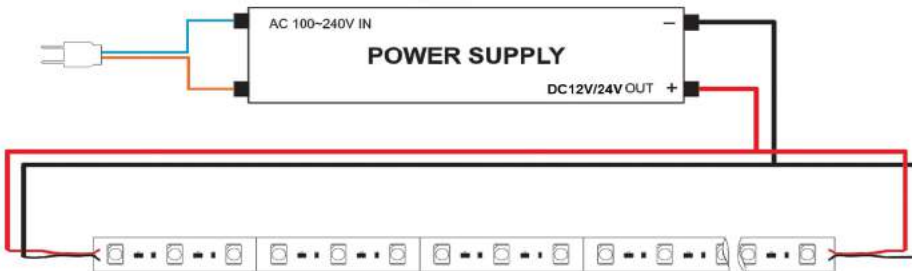 AC 100~240V IN
−
POWER SUPPLY
DC12V/24V OUT +